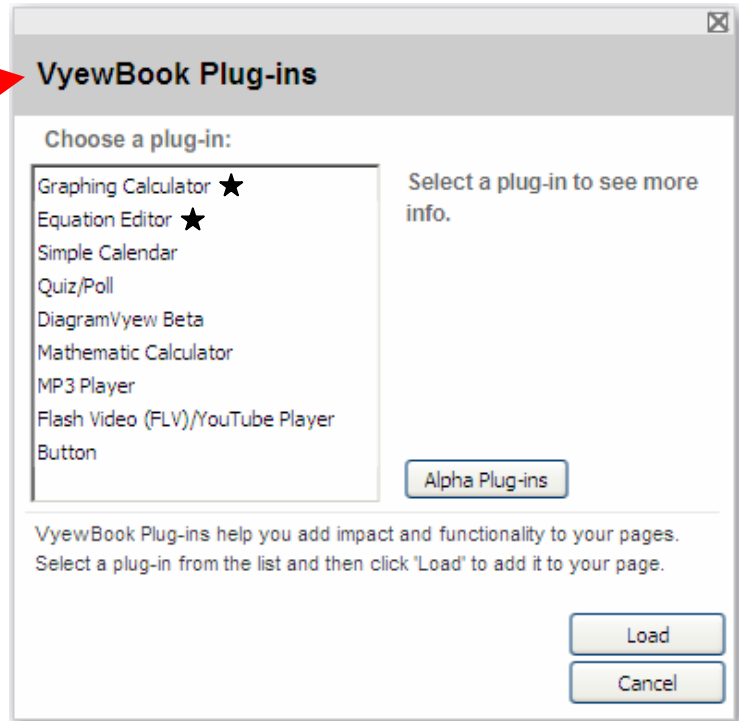 VyewBook Plug-ins
Choose a plug-in:
Graphing Calculator ★
Equation Editor ★
Simple Calendar
Quiz/Poll
DiagramVyew Beta
Mathematic Calculator
MP3 Player
Flash Video (FLV)/YouTube Player
Button
Select a plug-in to see more
info.
Alpha Plug-ins
VyewBook Plug-ins help you add impact and functionality to your pages.
Select a plug-in from the list and then click 'Load' to add it to your page.
Load
Cancel